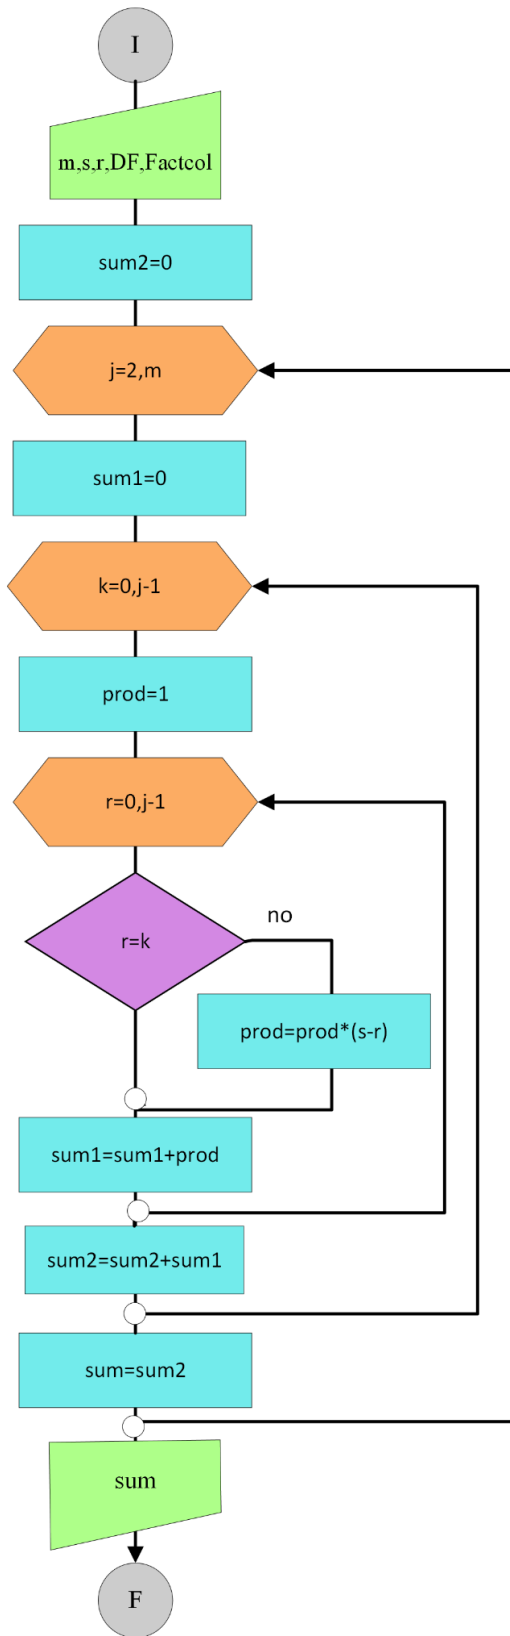 I
m,s,r,DF,Factcol
sum2=0
j=2,m
sum1=0
k=0,j-1
prod=1
r=0,j-1
no
r=k
prod=prod*(s-r)
sum1=sum1+prod
sum2=sum2+sum1
sum=sum2
sum
F